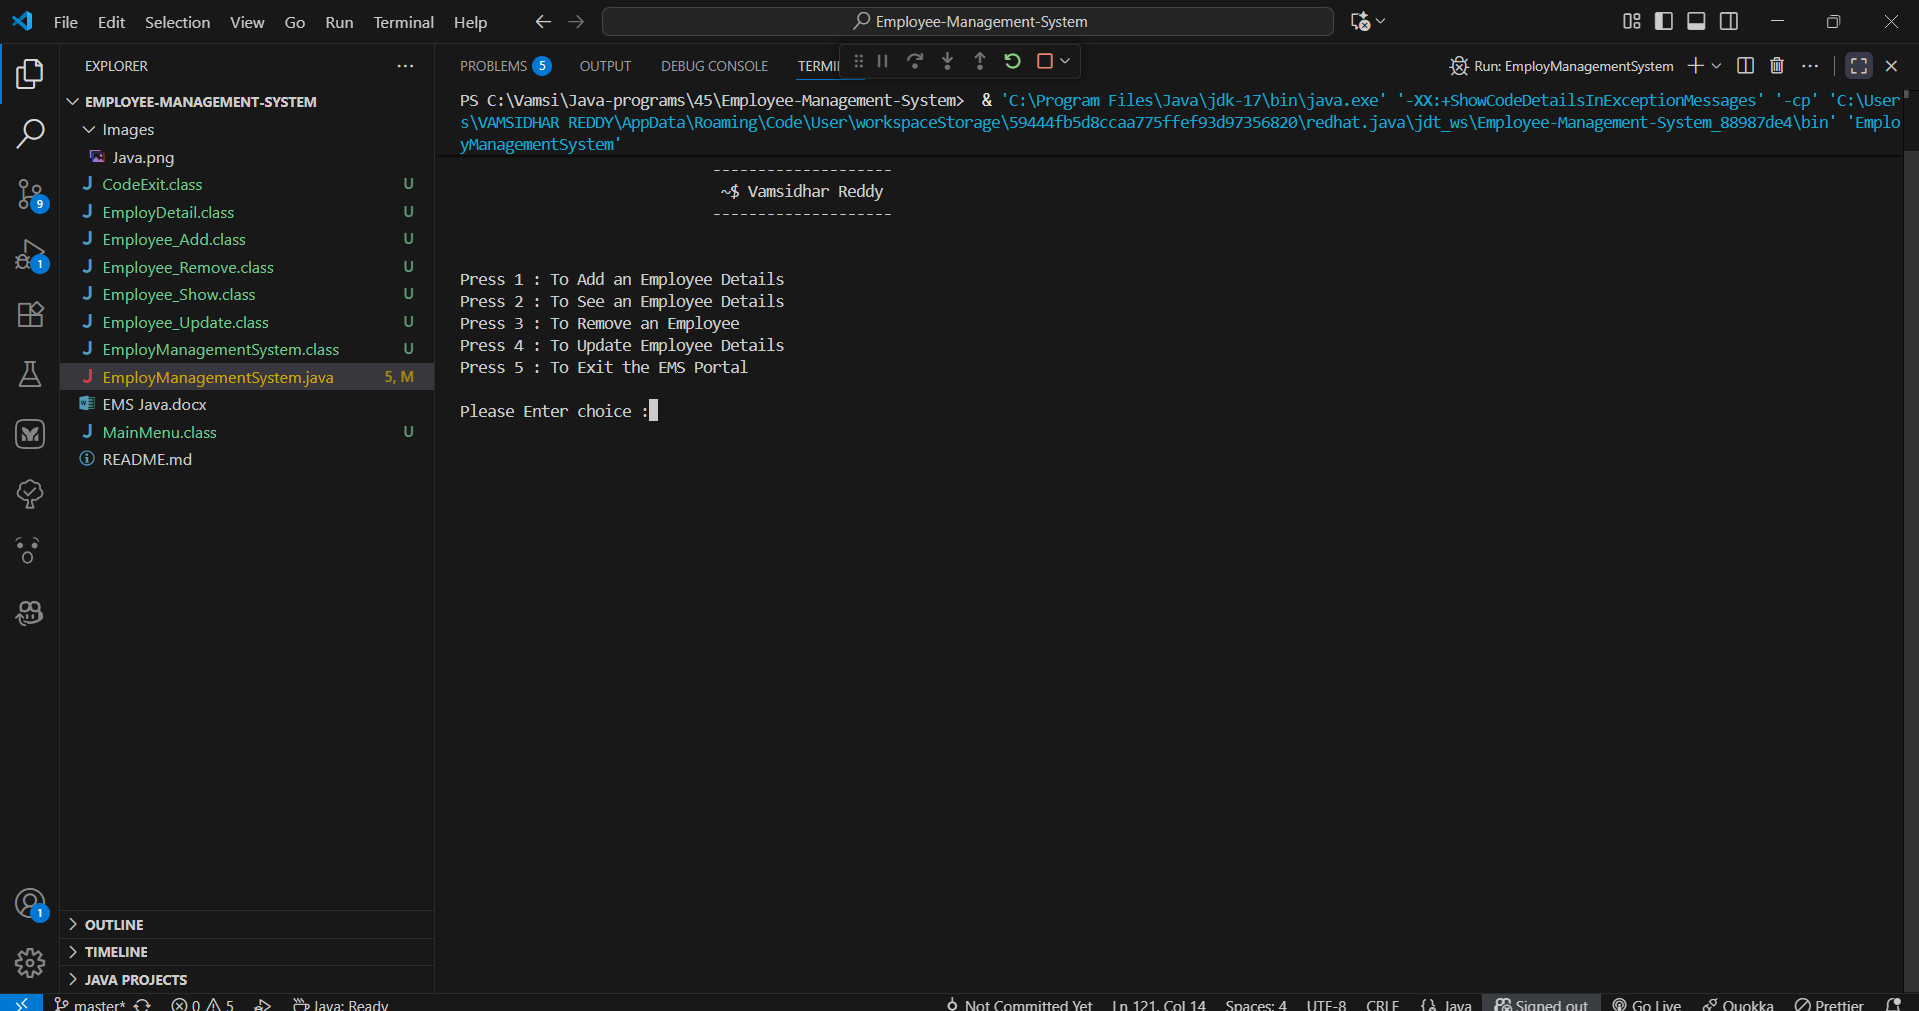 File Edit Selection View Go Run Terminal Help
Employee-Management-System
EXPLORER
EMPLOYEE-MANAGEMENT-SYSTEM
Images
Java.png
CodeExit.class U
EmployDetail.class U
Employee_Add.class U
Employee_Remove.class U
Employee_Show.class U
Employee_Update.class U
EmployManagementSystem.class U
EmployManagementSystem.java 5, M
EMS Java.docx
MainMenu.class U
README.md
9
1
1
OUTLINE
TIMELINE
JAVA PROJECTS
PROBLEMS 5 OUTPUT DEBUG CONSOLE TERMI
Run: EmployManagementSystem
PS C:\Vamsi\Java-programs\45\Employee-Management-System>  & 'C:\Program Files\Java\jdk-17\bin\java.exe' '-XX:+ShowCodeDetailsInExceptionMessages' '-cp' 'C:\User
s\VAMSIDHAR REDDY\AppData\Roaming\Code\User\workspaceStorage\59444fb5d8ccaa775ffef93d97356820\redhat.java\jdt_ws\Employee-Management-System_88987de4\bin' 'Emplo
yManagementSystem'
--------------------
~$ Vamsidhar Reddy
--------------------
Press 1 : To Add an Employee Details
Press 2 : To See an Employee Details
Press 3 : To Remove an Employee
Press 4 : To Update Employee Details
Press 5 : To Exit the EMS Portal
Please Enter choice :
master* 0 5 Java: Ready Not Committed Yet Ln 121, Col 14 Spaces: 4 UTF-8 CRLF {} Java Signed out Go Live Quokka Prettier